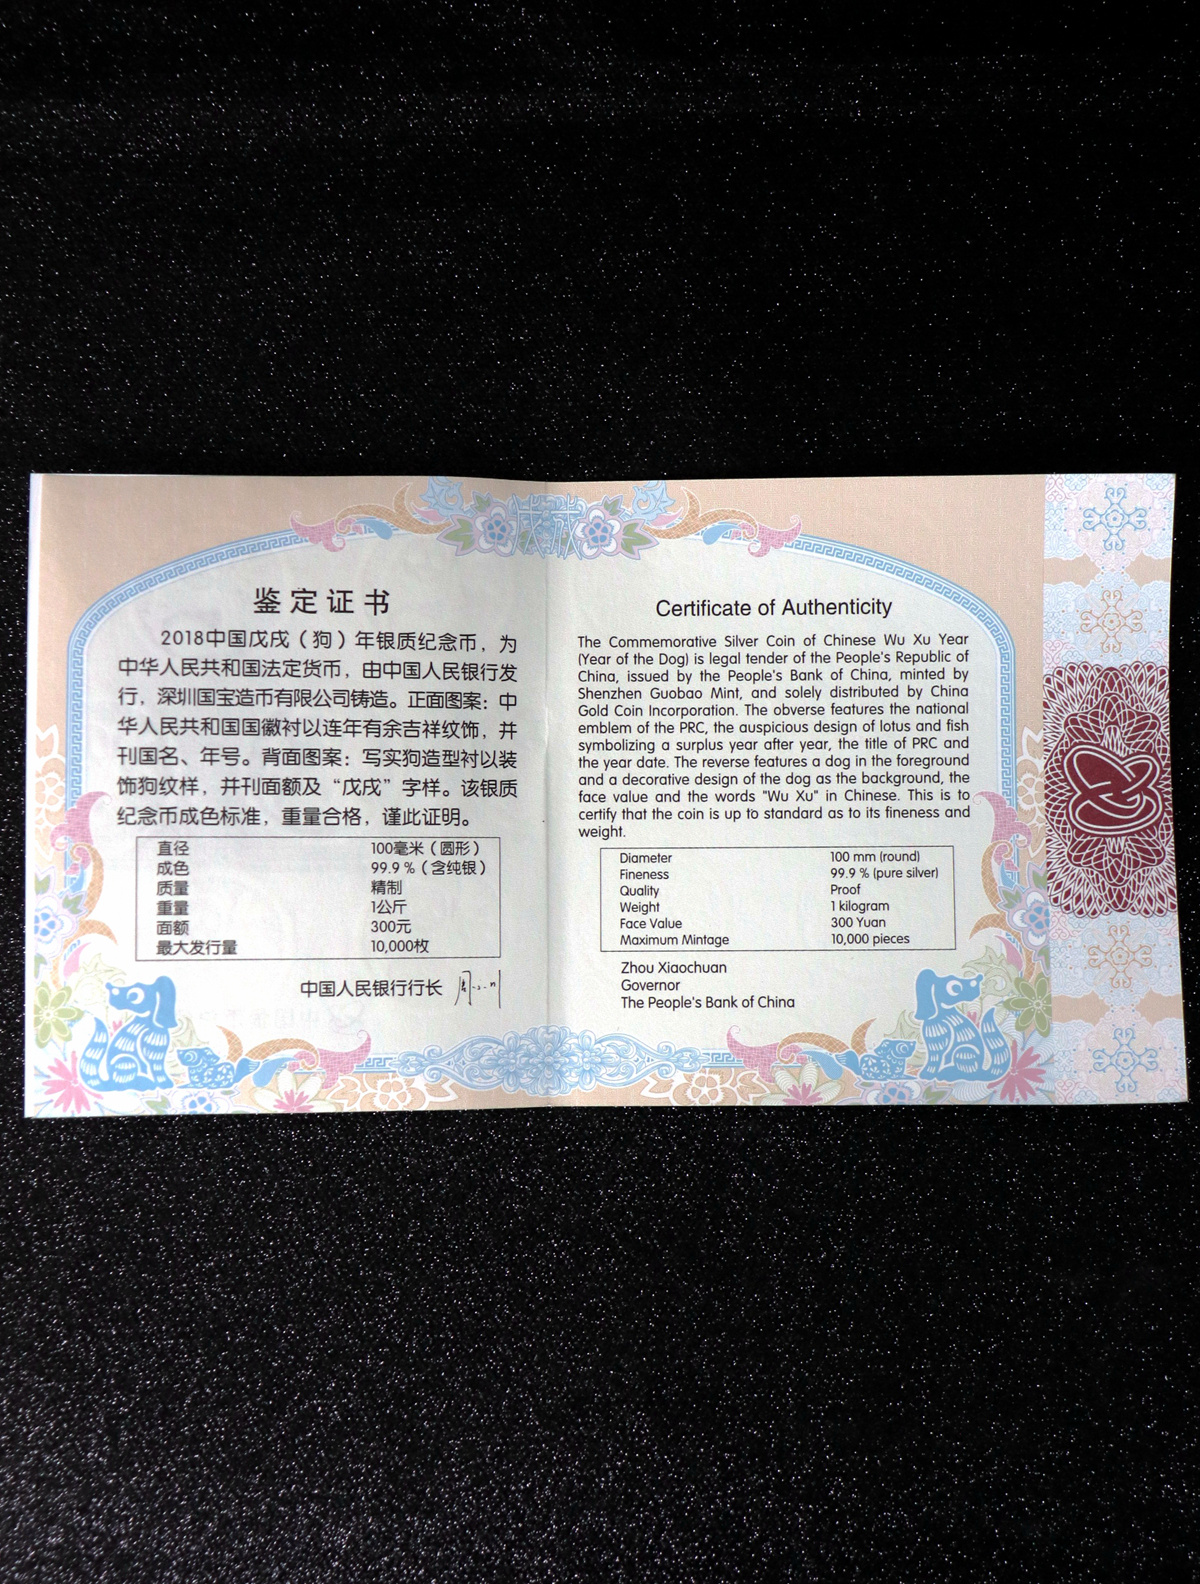 戊戌
鉴定证书
2018中国戊戌（狗）年银质纪念币，为
中华人民共和国法定货币，由中国人民银行发
行，深圳国宝造币有限公司铸造。正面图案：中
华人民共和国国徽衬以连年有余吉祥纹饰，并
刊国名、年号。背面图案：写实狗造型衬以装
饰狗纹样，并刊面额及“戊戌”字样。该银质
纪念币成色标准，重量合格，谨此证明。
直径 100毫米（圆形）
成色 99.9％（含纯银）
质量 精制
重量 1公斤
面额 300元
最大发行量 10,000枚
中国人民银行行长
Certificate of Authenticity
The Commemorative Silver Coin of Chinese Wu Xu Year
(Year of the Dog) is legal tender of the People's Republic of
China, issued by the People's Bank of China, minted by
Shenzhen Guobao Mint, and solely distributed by China
Gold Coin Incorporation. The obverse features the national
emblem of the PRC, the auspicious design of lotus and fish
symbolizing a surplus year after year, the title of PRC and
the year date. The reverse features a dog in the foreground
and a decorative design of the dog as the background, the
face value and the words "Wu Xu" in Chinese. This is to
certify that the coin is up to standard as to its fineness and
weight.
Diameter 100 mm (round)
Fineness 99.9 % (pure silver)
Quality Proof
Weight 1 kilogram
Face Value 300 Yuan
Maximum Mintage 10,000 pieces
Zhou Xiaochuan
Governor
The People's Bank of China